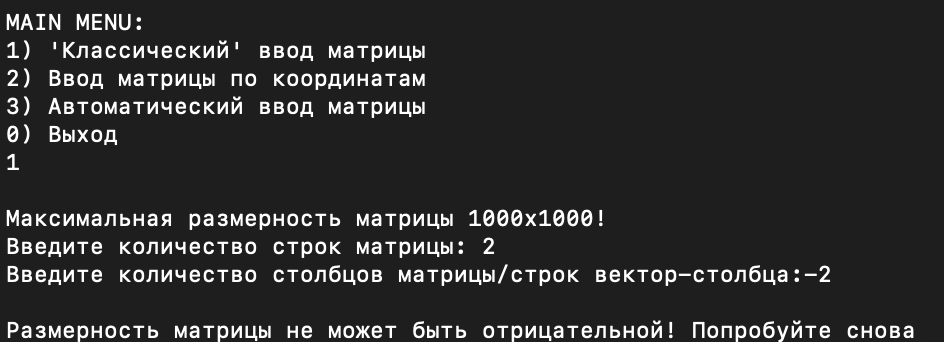 MAIN MENU:
1) 'Классический' ввод матрицы
2) Ввод матрицы по координатам
3) Автоматический ввод матрицы
0) Выход
1
Максимальная размерность матрицы 1000x1000!
Введите количество строк матрицы: 2
Введите количество столбцов матрицы/строк вектор-столбца:-2
Размерность матрицы не может быть отрицательной! Попробуйте снова